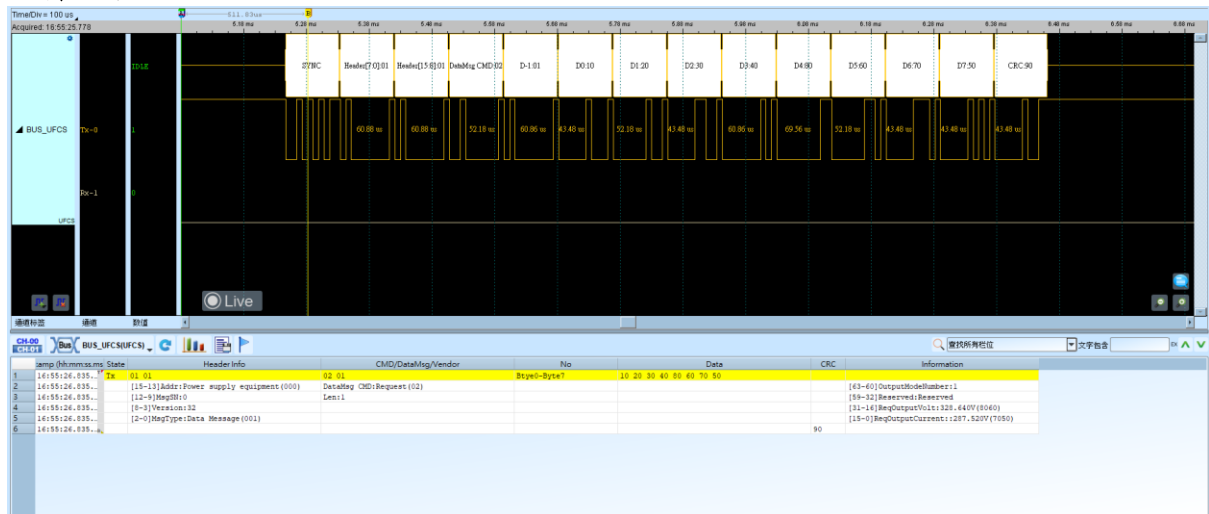 Time/Div = 100 us
511.83us
Acquired: 16:55:25.778
5.18 ms 5.28 ms 5.38 ms 5.48 ms 5.58 ms 5.70 ms 5.80 ms 5.90 ms 6.00 ms 6.10 ms 6.20 ms 6.30 ms 6.40 ms 6.50 ms 6.60 ms
IDLE
SYNC Header[7:0]:01 Header[15:8]:01 DataMsg CMD:02 D-1:01 D0:10 D1:20 D2:30 D3:40 D4:80 D5:60 D6:70 D7:50 CRC:90
BUS_UFCS Tx-0 1 60.88 us 60.88 us 52.18 us 60.86 us 43.48 us 52.18 us 43.48 us 60.86 us 69.56 us 52.18 us 43.48 us 43.48 us 43.48 us
Rx-1 0
UFCS
Live
通道标签 通道 数值
CH-00 CH-01 Bus BUS_UFCS(UFCS) 查找所有栏位 文字包含
amp (hh:mm:ss.ms State Header Info CMD/DataMsg/Vendor No Data CRC Information
1 16:55:26.835... Tx 01 01 02 01 Btye0-Byte7 10 20 30 40 80 60 70 50
2 16:55:26.835... [15-13]Addr:Power supply equipment(000) DataMsg CMD:Request(02) [63-60]OutputModeNumber:1
3 16:55:26.835... [12-9]MsgSN:0 Len:1 [59-32]Reserved:Reserved
4 16:55:26.835... [8-3]Version:32 [31-16]ReqOutputVolt:328.640V(8060)
5 16:55:26.835... [2-0]MsgType:Data Message(001) [15-0]ReqOutputCurrent::287.520V(7050)
6 16:55:26.835... 90